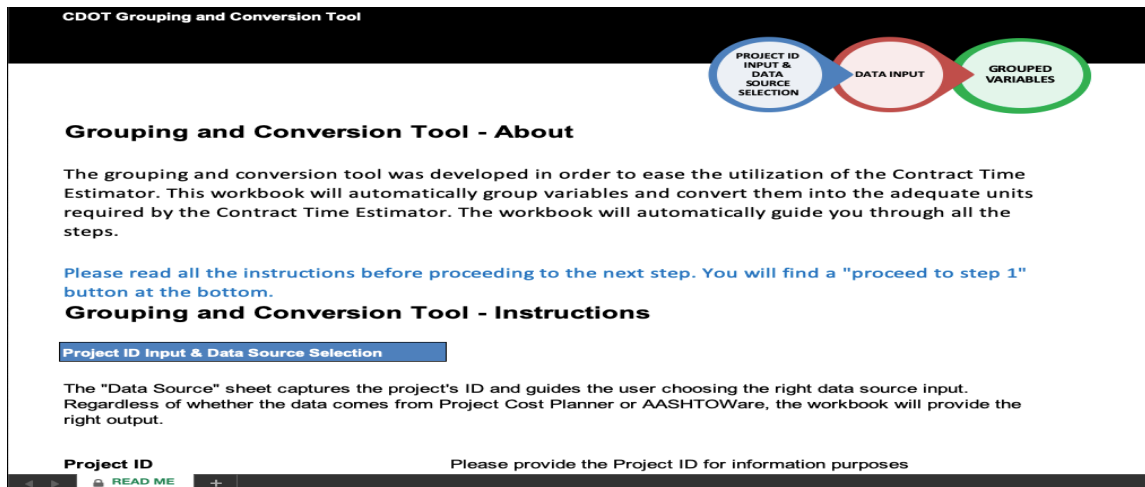 CDOT Grouping and Conversion Tool
PROJECT ID
INPUT &
DATA
SOURCE
SELECTION
DATA INPUT
GROUPED
VARIABLES
Grouping and Conversion Tool - About
The grouping and conversion tool was developed in order to ease the utilization of the Contract Time
Estimator. This workbook will automatically group variables and convert them into the adequate units
required by the Contract Time Estimator. The workbook will automatically guide you through all the
steps.
Please read all the instructions before proceeding to the next step. You will find a "proceed to step 1"
button at the bottom.
Grouping and Conversion Tool - Instructions
Project ID Input & Data Source Selection
The "Data Source" sheet captures the project's ID and guides the user choosing the right data source input.
Regardless of whether the data comes from Project Cost Planner or AASHTOWare, the workbook will provide the
right output.
Project ID Please provide the Project ID for information purposes
READ ME +